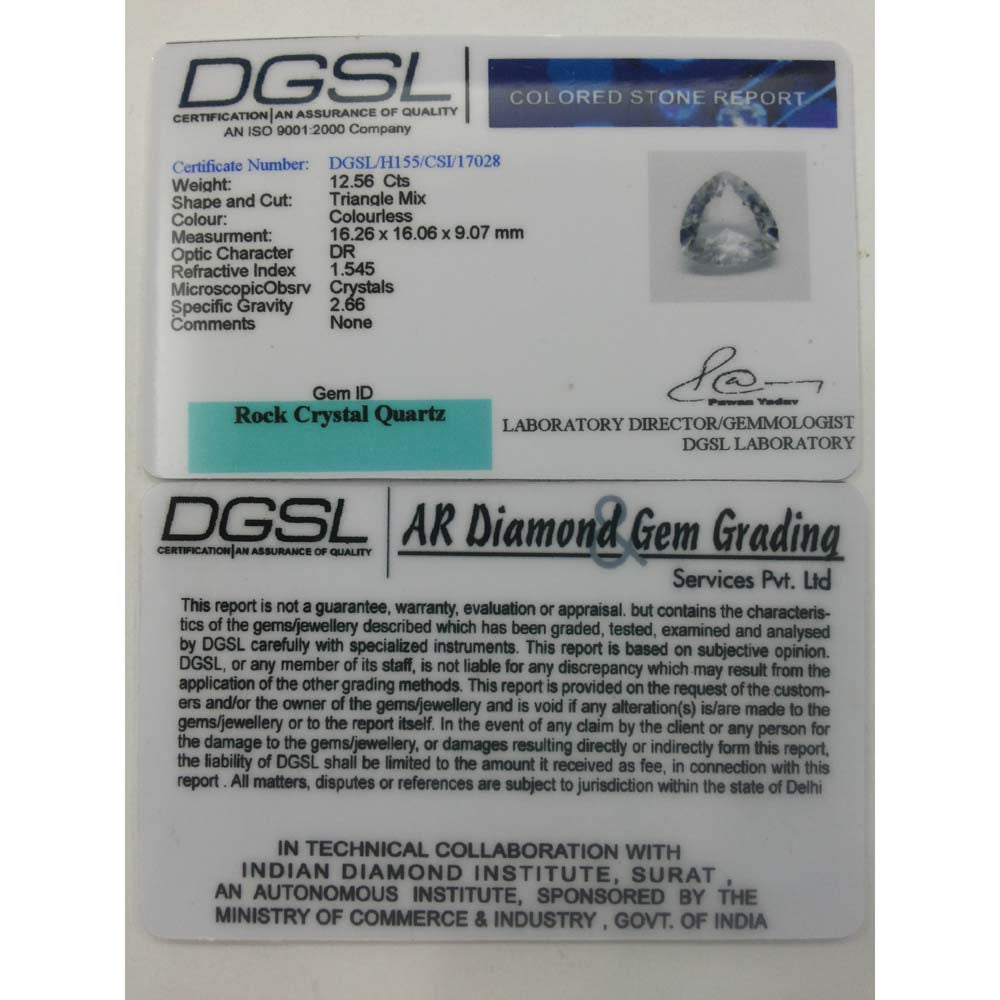 DGSL
CERTIFICATION|AN ASSURANCE OF QUALITY
AN ISO 9001:2000 Company
COLORED STONE REPORT
Certificate Number: DGSL/H155/CSI/17028
Weight: 12.56 Cts
Shape and Cut: Triangle Mix
Colour: Colourless
Measurment: 16.26 x 16.06 x 9.07 mm
Optic Character DR
Refractive Index 1.545
MicroscopicObsrv Crystals
Specific Gravity 2.66
Comments None
Gem ID
Rock Crystal Quartz
Pawan Yadav
LABORATORY DIRECTOR/GEMMOLOGIST
DGSL LABORATORY
DGSL
CERTIFICATION|AN ASSURANCE OF QUALITY
AR Diamond & Gem Grading
Services Pvt. Ltd
This report is not a guarantee, warranty, evaluation or appraisal. but contains the characteris-
tics of the gems/jewellery described which has been graded, tested, examined and analysed
by DGSL carefully with specialized instruments. This report is based on subjective opinion.
DGSL, or any member of its staff, is not liable for any discrepancy which may result from the
application of the other grading methods. This report is provided on the request of the custom-
ers and/or the owner of the gems/jewellery and is void if any alteration(s) is/are made to the
gems/jewellery or to the report itself. In the event of any claim by the client or any person for
the damage to the gems/jewellery, or damages resulting directly or indirectly form this report,
the liability of DGSL shall be limited to the amount it received as fee, in connection with this
report . All matters, disputes or references are subject to jurisdiction within the state of Delhi
IN TECHNICAL COLLABORATION WITH
INDIAN DIAMOND INSTITUTE, SURAT ,
AN AUTONOMOUS INSTITUTE, SPONSORED BY THE
MINISTRY OF COMMERCE & INDUSTRY , GOVT. OF INDIA